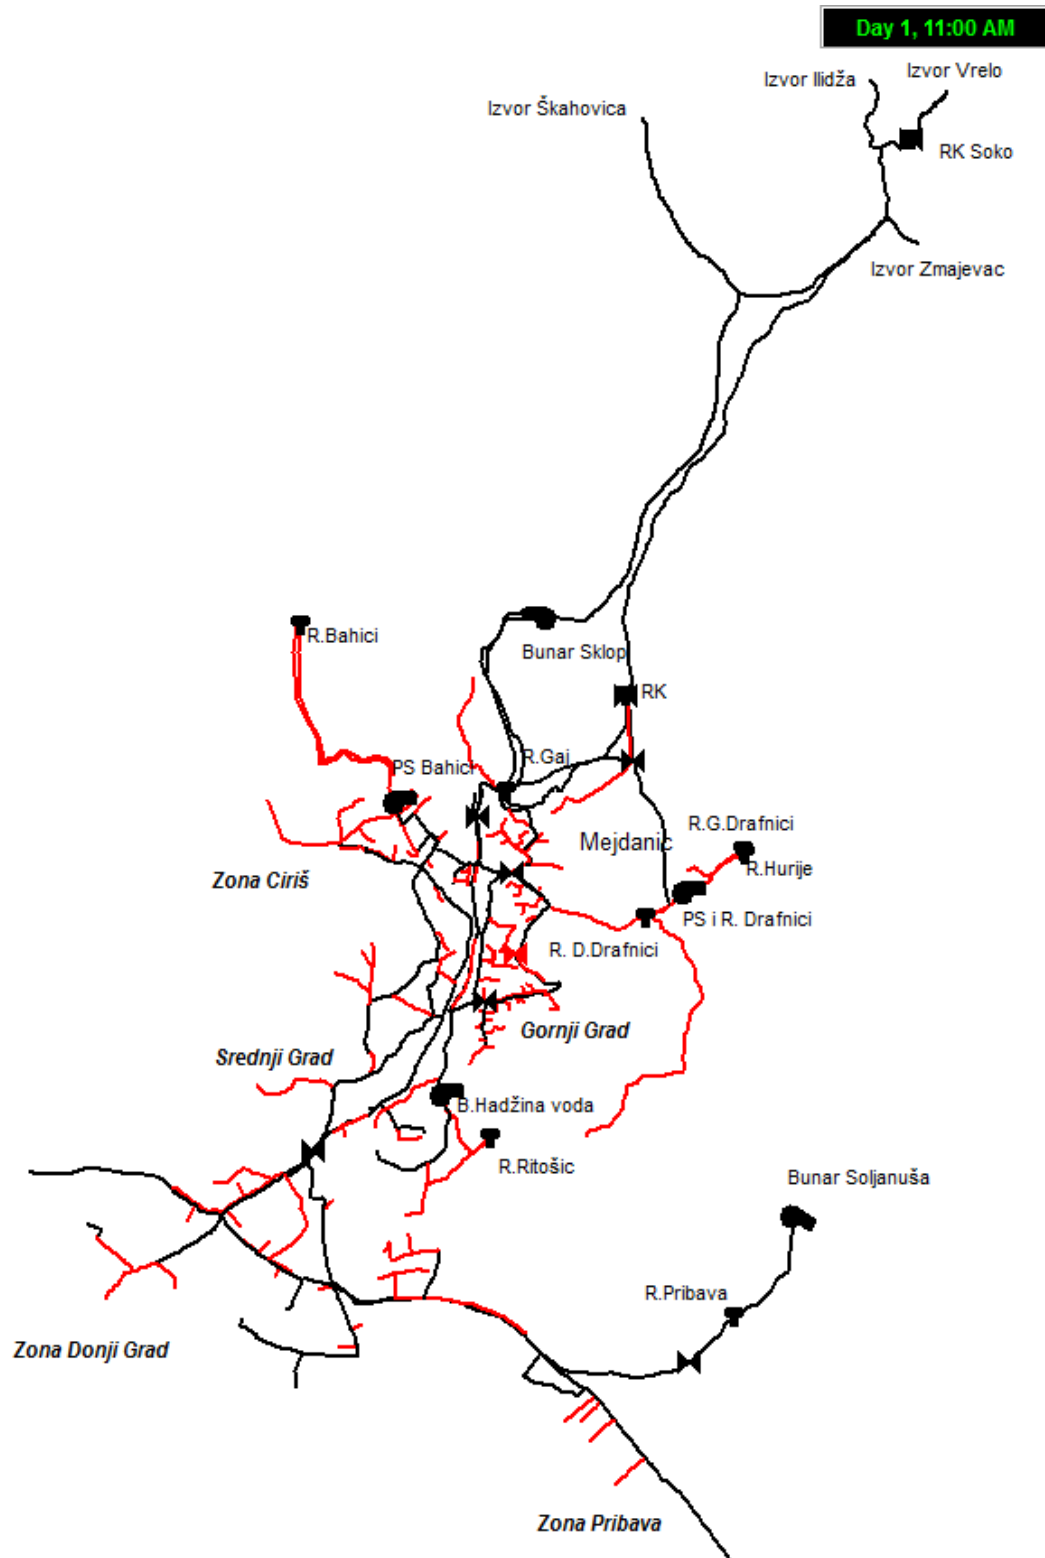 Day 1, 11:00 AM
Izvor Vrelo
Izvor Ilidža
Izvor Škahovica
RK Soko
Izvor Zmajevac
R.Bahici
Bunar Sklop
RK
R.Gaj
PS Bahici
R.G.Drafnici
Mejdanic
R.Hurije
Zona Ciriš
PS i R. Drafnici
R. D.Drafnici
Gornji Grad
Srednji Grad
B.Hadžina voda
R.Ritošic
Bunar Soljanuša
R.Pribava
Zona Donji Grad
Zona Pribava